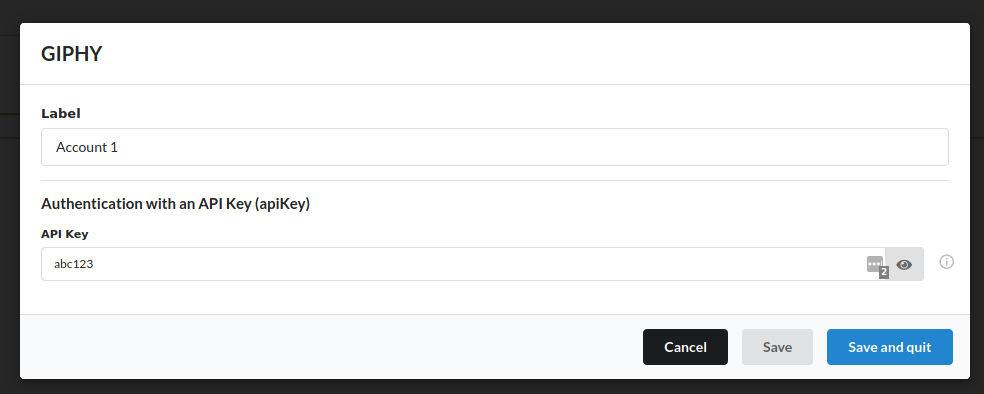 GIPHY
Label
Account 1
Authentication with an API Key (apiKey)
API Key
abc123
2
Cancel
Save
Save and quit